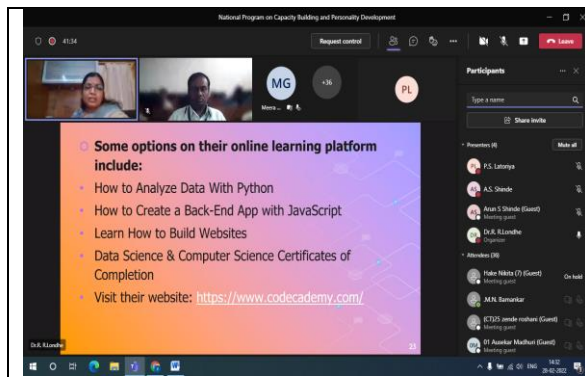 National Program on Capacity Building and Personality Development
41:34
Request control
Leave
MG
Meera ...
+36
PL
Some options on their online learning platform
include:
How to Analyze Data With Python
How to Create a Back-End App with JavaScript
Learn How to Build Websites
Data Science & Computer Science Certificates of
Completion
Visit their website: https://www.codecademy.com/
23
Dr.R. R.Londhe
Participants
Type a name
Share invite
Presenters (4)
Mute all
P.S. Latoriya
A.S. Shinde
Arun S Shinde (Guest)
Meeting guest
Dr.R. R.Londhe
Organizer
Attendees (36)
Hake Nikita (7) (Guest)
Meeting guest
On hold
.M.N. Bamankar
(CT)25 zende roshani (Guest)
Meeting guest
01 Ausekar Madhuri (Guest)
Meeting guest
ENG
14:32
20-02-2022